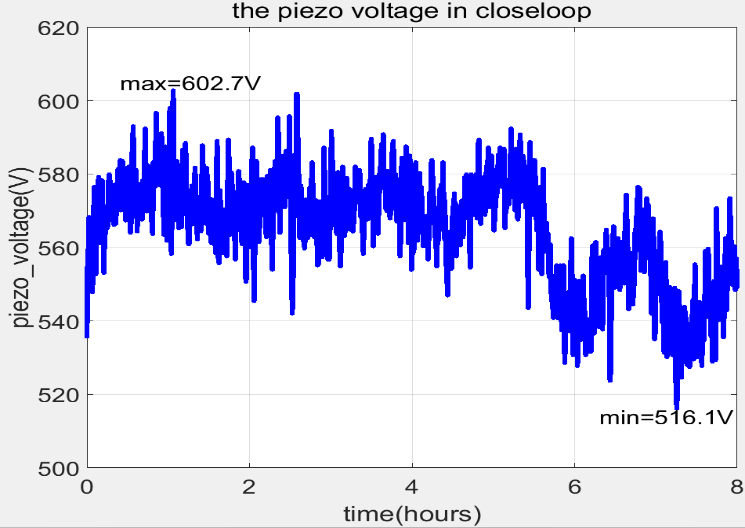 the piezo voltage in closeloop
620
max=602.7V
600
580
560
540
520
min=516.1V
500
0 2 4 6 8
time(hours)
piezo_voltage(V)